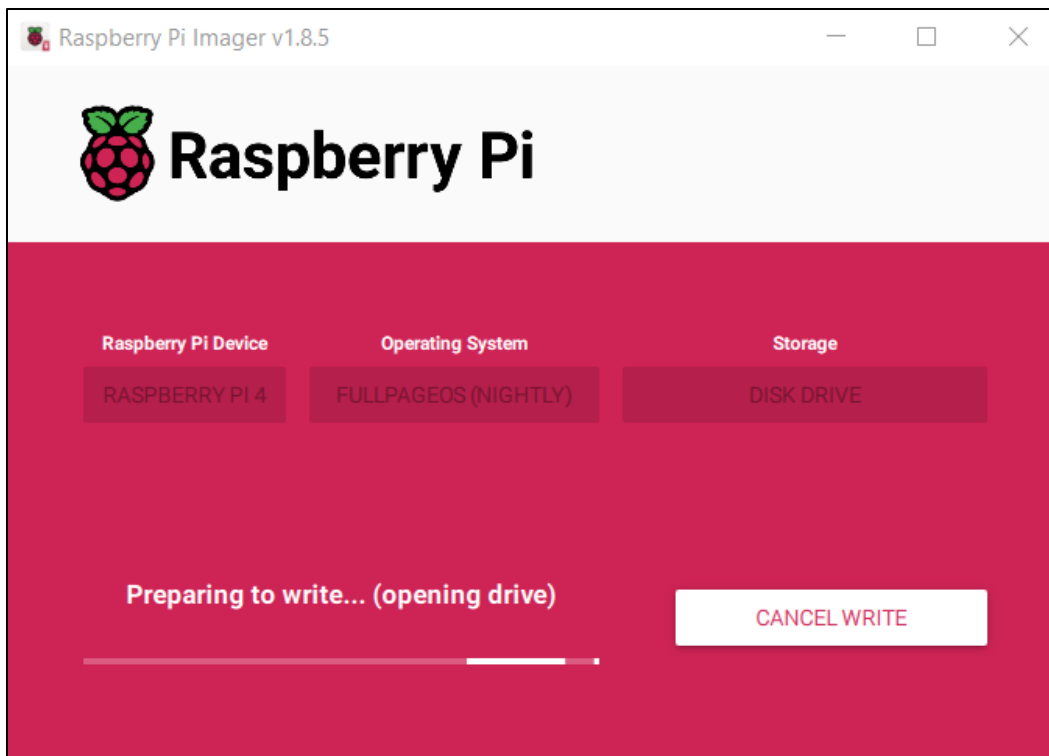 Raspberry Pi Imager v1.8.5
Raspberry Pi
Raspberry Pi Device
Operating System
Storage
RASPBERRY PI 4
FULLPAGEOS (NIGHTLY)
DISK DRIVE
Preparing to write... (opening drive)
CANCEL WRITE